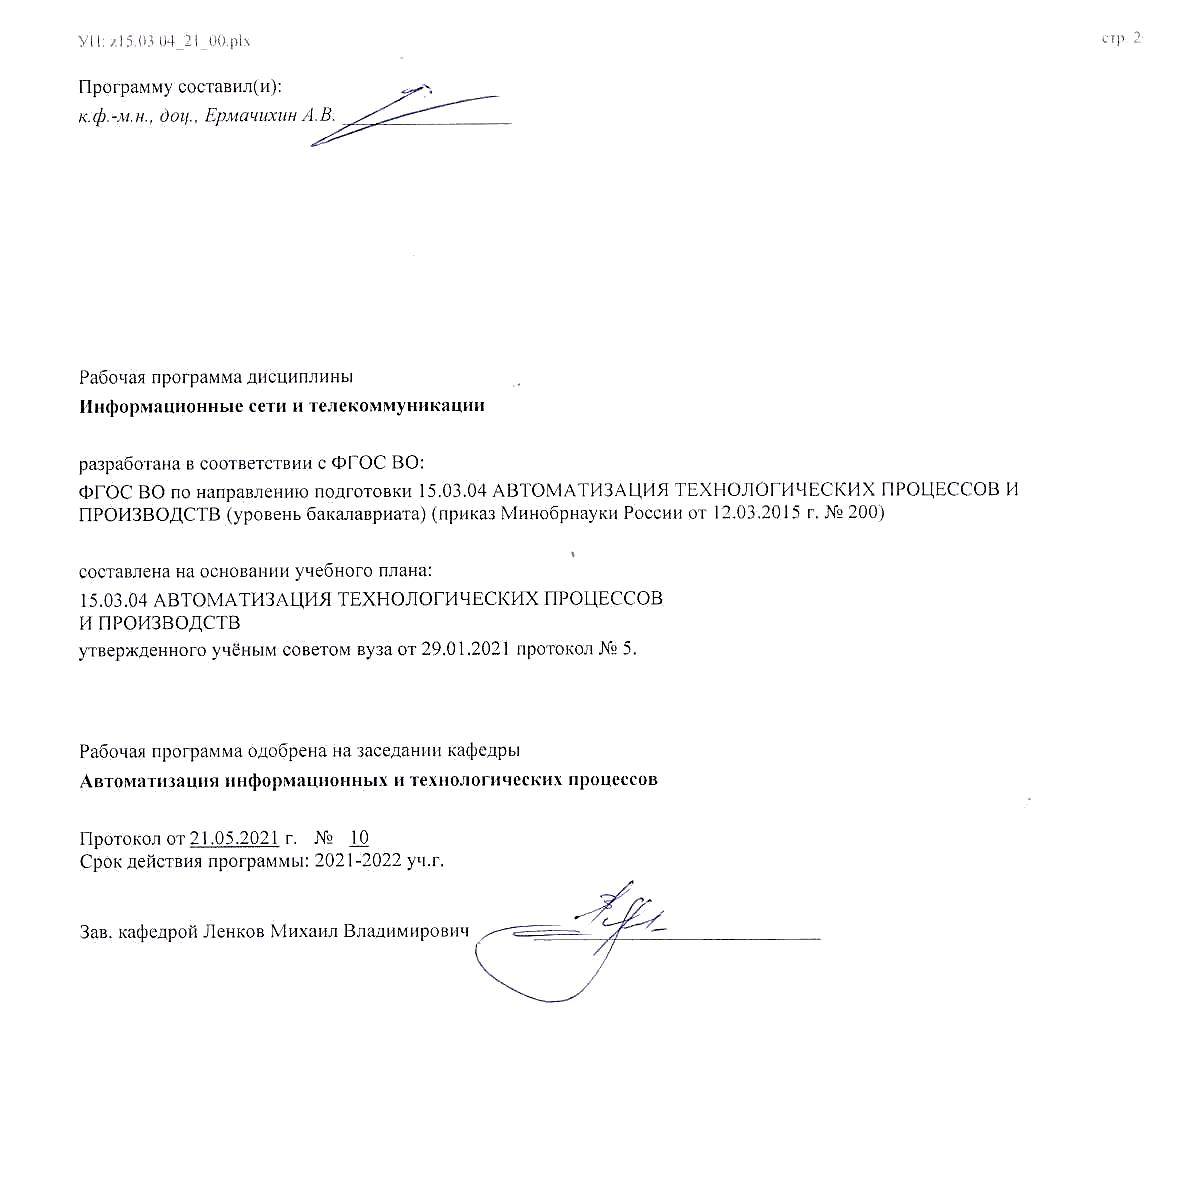 УП: z15.03.04_21_00.plx
стр. 2
Программу составил(и):
к.ф.-м.н., доц., Ермачихин А.В.
Рабочая программа дисциплины
Информационные сети и телекоммуникации
разработана в соответствии с ФГОС ВО:
ФГОС ВО по направлению подготовки 15.03.04 АВТОМАТИЗАЦИЯ ТЕХНОЛОГИЧЕСКИХ ПРОЦЕССОВ И
ПРОИЗВОДСТВ (уровень бакалавриата) (приказ Минобрнауки России от 12.03.2015 г. № 200)
составлена на основании учебного плана:
15.03.04 АВТОМАТИЗАЦИЯ ТЕХНОЛОГИЧЕСКИХ ПРОЦЕССОВ
И ПРОИЗВОДСТВ
утвержденного учёным советом вуза от 29.01.2021 протокол № 5.
Рабочая программа одобрена на заседании кафедры
Автоматизация информационных и технологических процессов
Протокол от 21.05.2021 г. № 10
Срок действия программы: 2021-2022 уч.г.
Зав. кафедрой Ленков Михаил Владимирович